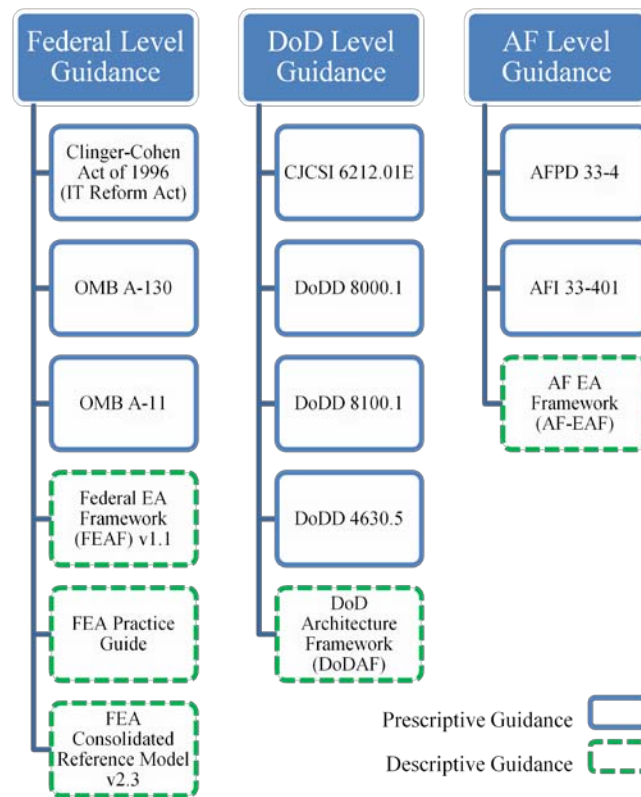 Federal Level
Guidance
Clinger-Cohen
Act of 1996
(IT Reform Act)
OMB A-130
OMB A-11
Federal EA
Framework
(FEAF) v1.1
FEA Practice
Guide
FEA
Consolidated
Reference Model
v2.3
DoD Level
Guidance
CJCSI 6212.01E
DoDD 8000.1
DoDD 8100.1
DoDD 4630.5
DoD
Architecture
Framework
(DoDAF)
AF Level
Guidance
AFPD 33-4
AFI 33-401
AF EA
Framework
(AF-EAF)
Prescriptive Guidance
Descriptive Guidance